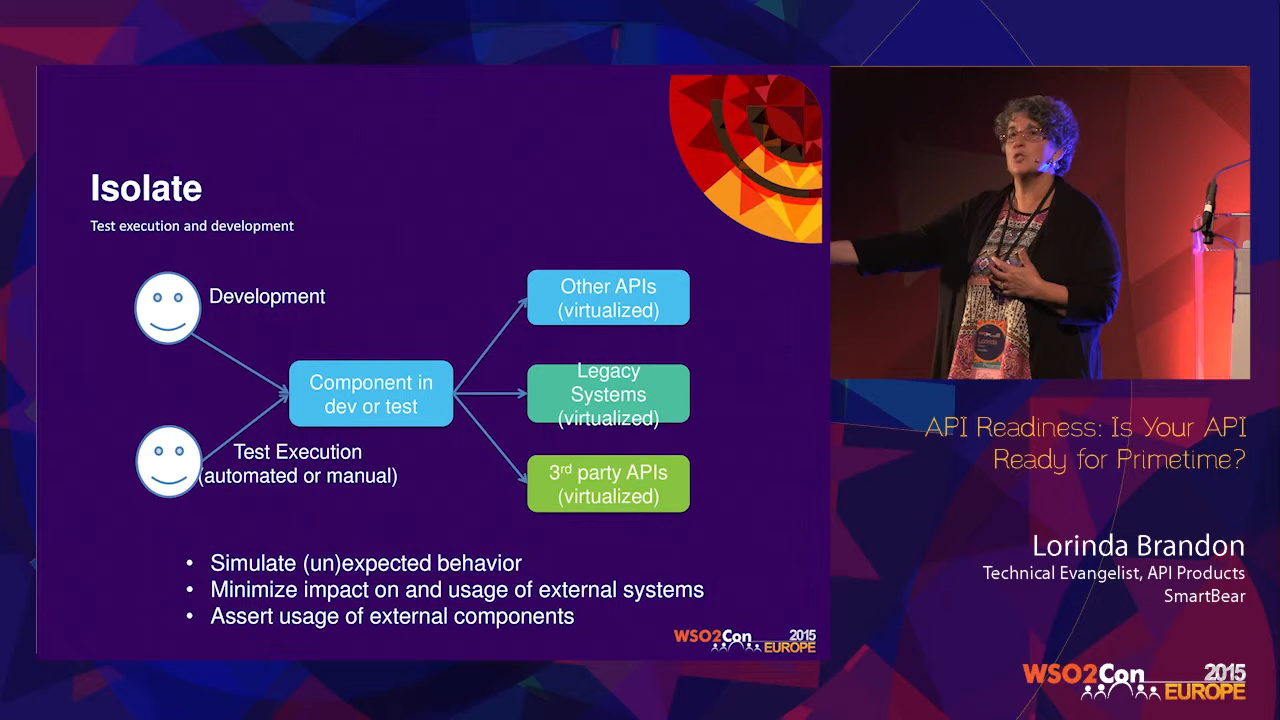 Isolate
Test execution and development
Development
Component in
dev or test
Test Execution
(automated or manual)
Other APIs
(virtualized)
Legacy
Systems
(virtualized)
3rd party APIs
(virtualized)
• Simulate (un)expected behavior
• Minimize impact on and usage of external systems
• Assert usage of external components
WSO2Con 2015
EUROPE
Lorinda
API Readiness: Is Your API
Ready for Primetime?
Lorinda Brandon
Technical Evangelist, API Products
SmartBear
WSO2Con 2015
EUROPE